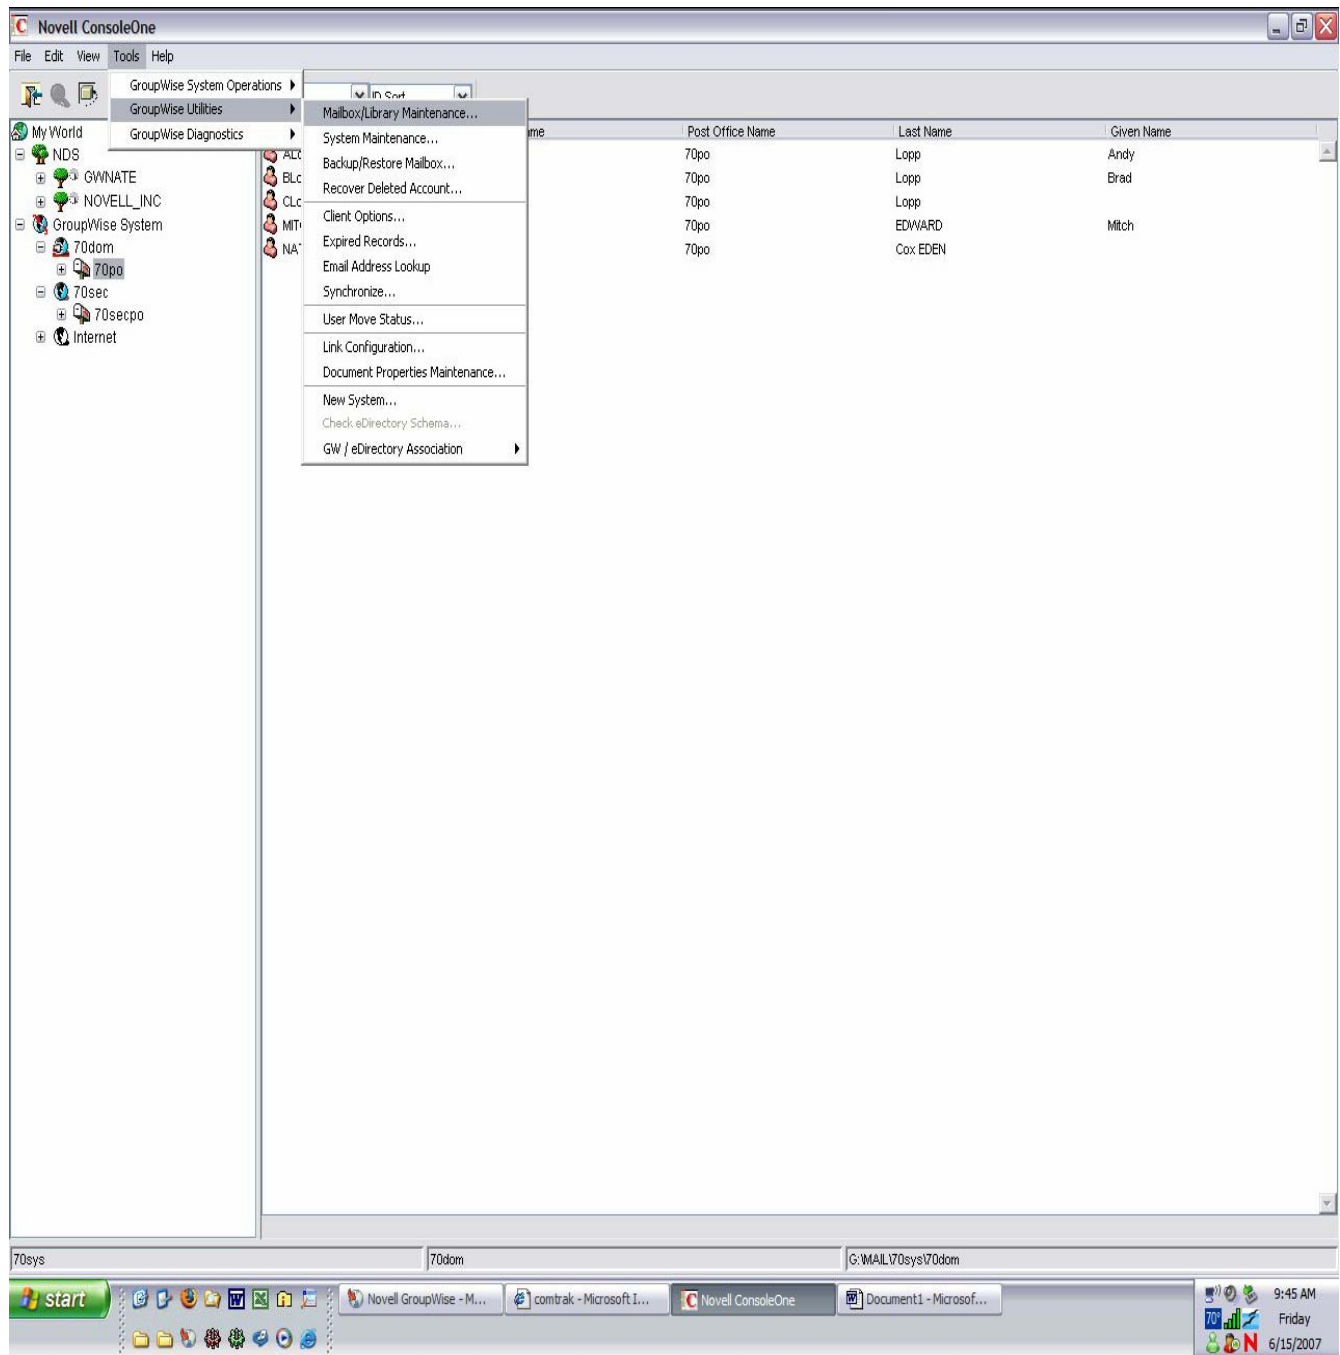 Novell ConsoleOne
File Edit View Tools Help
GroupWise System Operations
GroupWise Utilities
GroupWise Diagnostics
Mailbox/Library Maintenance...
System Maintenance...
Backup/Restore Mailbox...
Recover Deleted Account...
Client Options...
Expired Records...
Email Address Lookup
Synchronize...
User Move Status...
Link Configuration...
Document Properties Maintenance...
New System...
Check eDirectory Schema...
GW / eDirectory Association
ID Sort
My World
NDS
GWNATE
NOVELL_INC
GroupWise System
70dom
70po
70sec
70secpo
Internet
Post Office Name Last Name Given Name
70po Lopp Andy
70po Lopp Brad
70po Lopp
70po EDWARD Mitch
70po Cox EDEN
70sys 70dom G:\MAIL\70sys\70dom
start Novell GroupWise - M... comtrak - Microsoft I... Novell ConsoleOne Document1 - Microsof...
70°
9:45 AM
Friday
6/15/2007